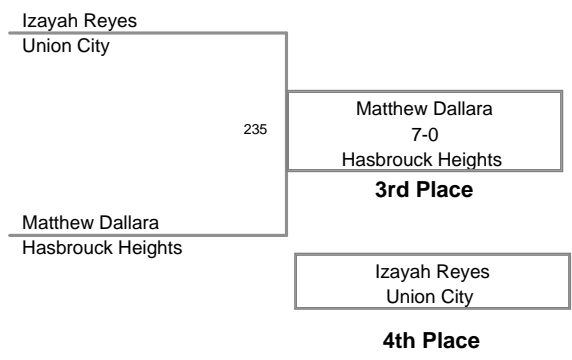 Izayah Reyes
Union City
235
Matthew Dallara
7-0
Hasbrouck Heights
3rd Place
Matthew Dallara
Hasbrouck Heights
Izayah Reyes
Union City
4th Place